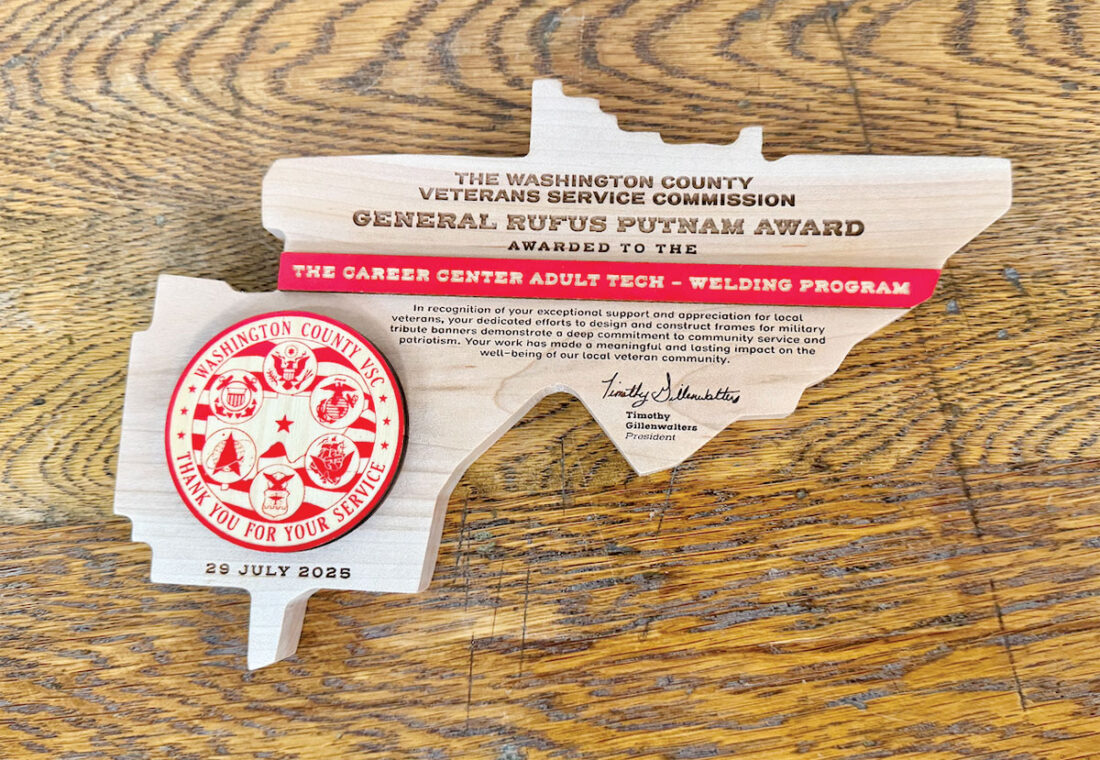 THE WASHINGTON COUNTY
VETERANS SERVICE COMMISSION
GENERAL RUFUS PUTNAM AWARD
AWARDED TO THE
THE CAREER CENTER ADULT TECH – WELDING PROGRAM
In recognition of your exceptional support and appreciation for local
veterans, your dedicated efforts to design and construct frames for military
tribute banners demonstrate a deep commitment to community service and
patriotism. Your work has made a meaningful and lasting impact on the
well-being of our local veteran community.
Timothy Gillenwalters
Timothy
Gillenwalters
President
WASHINGTON COUNTY VSC
THANK YOU FOR YOUR SERVICE
29 JULY 2025